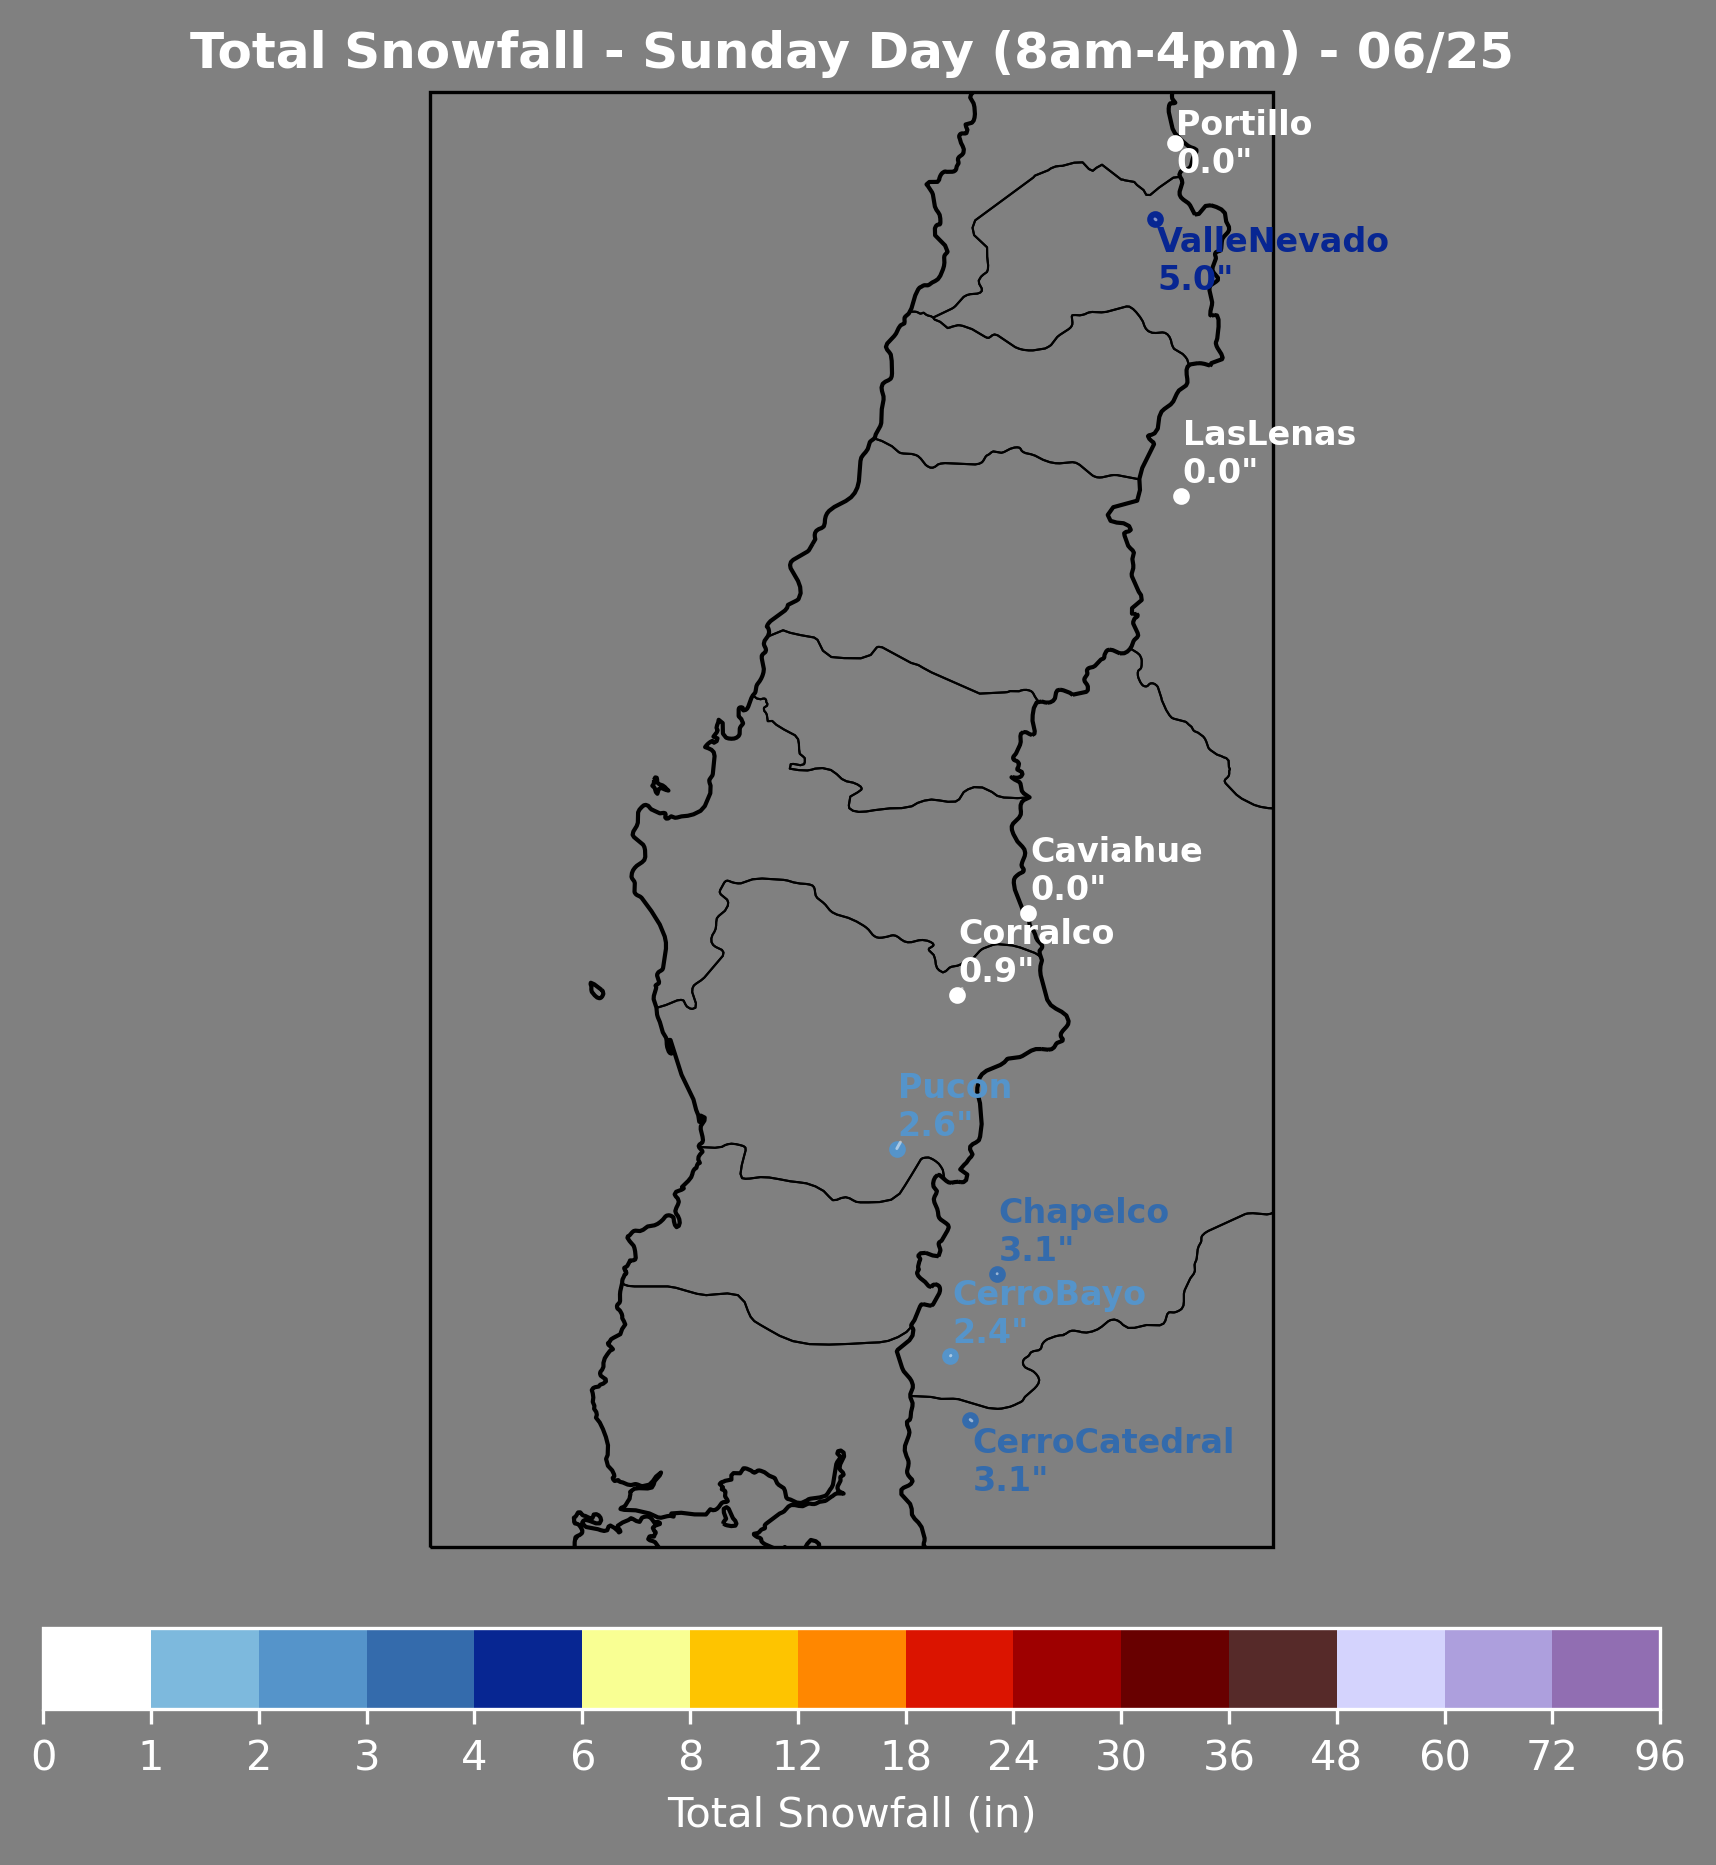 Total Snowfall - Sunday Day (8am-4pm) - 06/25
Portillo
0.0"
ValleNevado
5.0"
LasLenas
0.0"
Caviahue
0.0"
Corralco
0.9"
Pucon
2.6"
Chapelco
3.1"
CerroBayo
2.4"
CerroCatedral
3.1"
0 1 2 3 4 6 8 12 18 24 30 36 48 60 72 96
Total Snowfall (in)